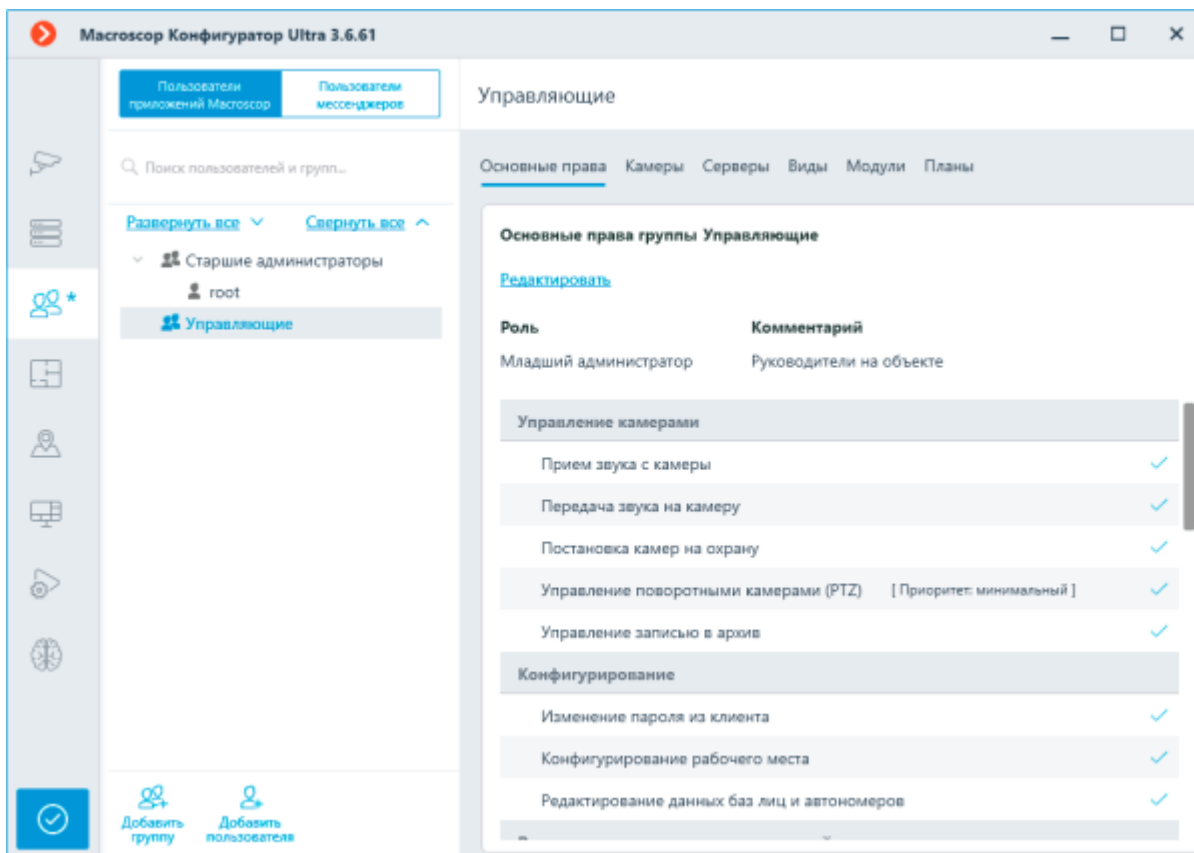 Macroscop Конфигуратор Ultra 3.6.61
Пользователи
приложений Macroscop
Пользователи
мессенджеров
Поиск пользователей и групп...
Развернуть все
Свернуть все
Старшие администраторы
root
Управляющие
Добавить
группу
Добавить
пользователя
Управляющие
Основные права Камеры Серверы Виды Модули Планы
Основные права группы Управляющие
Редактировать
Роль Комментарий
Младший администратор Руководители на объекте
Управление камерами
Прием звука с камеры
Передача звука на камеру
Постановка камер на охрану
Управление поворотными камерами (PTZ) [ Приоритет: минимальный ]
Управление записью в архив
Конфигурирование
Изменение пароля из клиента
Конфигурирование рабочего места
Редактирование данных баз лиц и автономеров